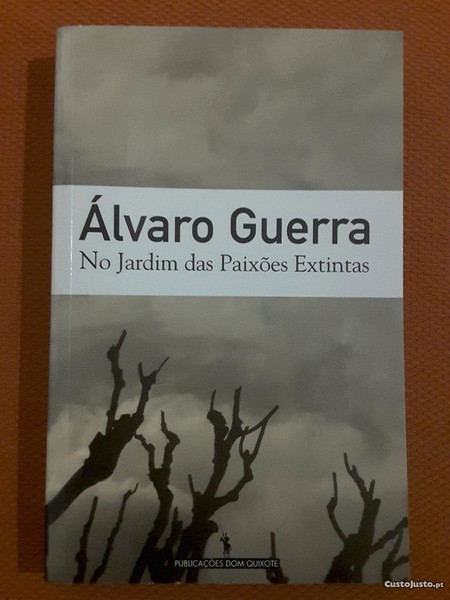 Álvaro Guerra
No Jardim das Paixões Extintas
PUBLICAÇÕES DOM QUIXOTE
CustoJusto.pt